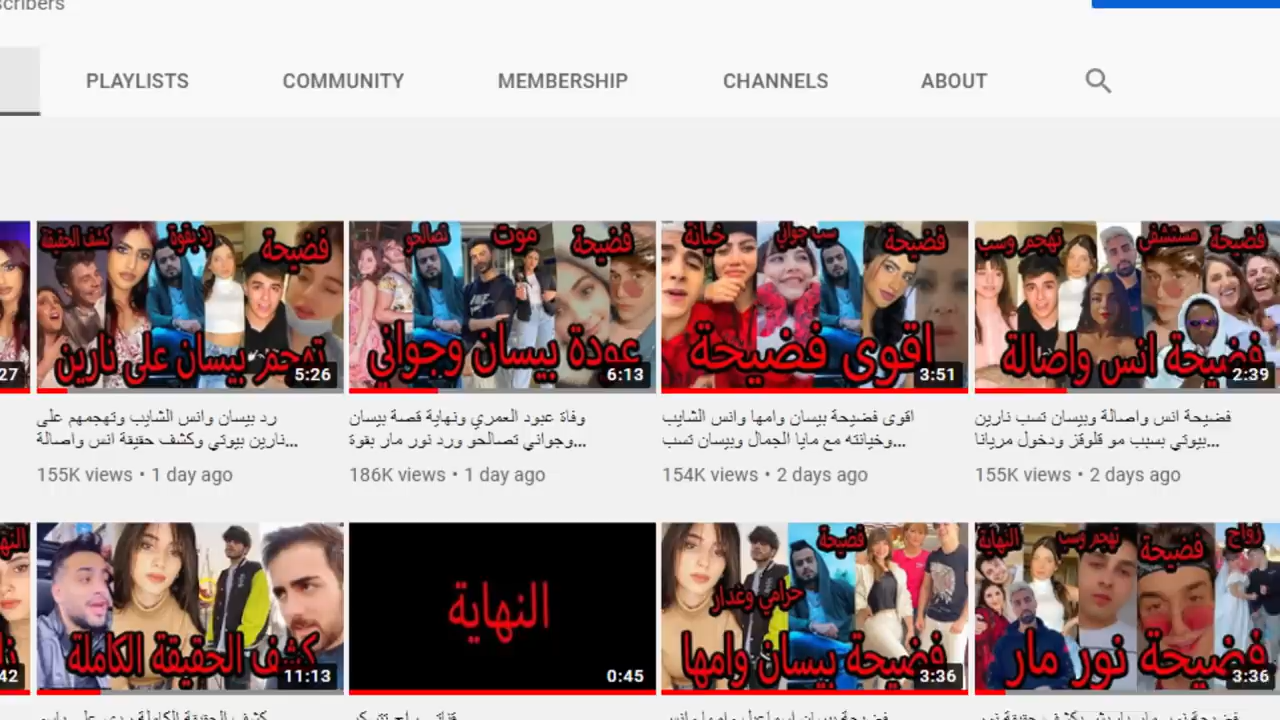 scribers
PLAYLISTS
COMMUNITY
MEMBERSHIP
CHANNELS
ABOUT
27
كشف الحقيقة
رد بقوة
فضيحة
تهجم بيسان على نارين
5:26
تصالحو
موت
فضيحة
عودة بيسان وجواني
6:13
خيانة
سب جواني
فضيحة
اقوى فضيحة
3:51
تهجم وسب
مستشفى
فضيحة
فضيحة انس واصالة
2:39
رد بيسان وانس الشايب وتهجمهم على
نارين بيوتي وكشف حقيقة انس واصالة...
155K views • 1 day ago
وفاة عبود العمري ونهاية قصة بيسان
وجواني تصالحو ورد نور مار بقوة...
186K views • 1 day ago
اقوى فضيحة بيسان وامها وانس الشايب
وخيانته مع مايا الجمال وبيسان تسب...
154K views • 2 days ago
فضيحة انس واصالة وبيسان تسب نارين
بيوتي بسبب مو قلوقز ودخول مريانا...
155K views • 2 days ago
42
كشف الحقيقة الكاملة
11:13
النهاية
0:45
فضيحة
حرامي وغدار
فضيحة بيسان وامها
3:36
النهاية
تهجم وسب
فضيحة
زواج
فضيحة نور مار
3:36